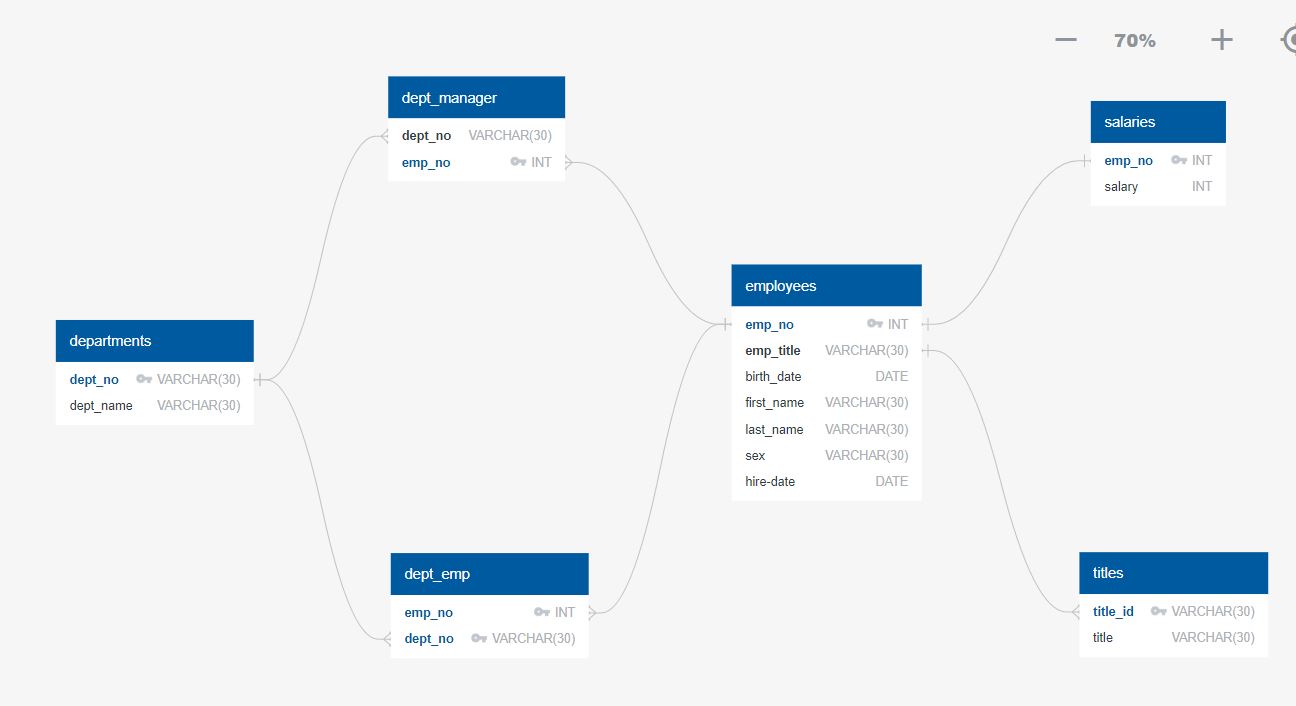 70%
dept_manager
dept_no VARCHAR(30)
emp_no INT
salaries
emp_no INT
salary INT
employees
emp_no INT
emp_title VARCHAR(30)
birth_date DATE
first_name VARCHAR(30)
last_name VARCHAR(30)
sex VARCHAR(30)
hire-date DATE
departments
dept_no VARCHAR(30)
dept_name VARCHAR(30)
dept_emp
emp_no INT
dept_no VARCHAR(30)
titles
title_id VARCHAR(30)
title VARCHAR(30)